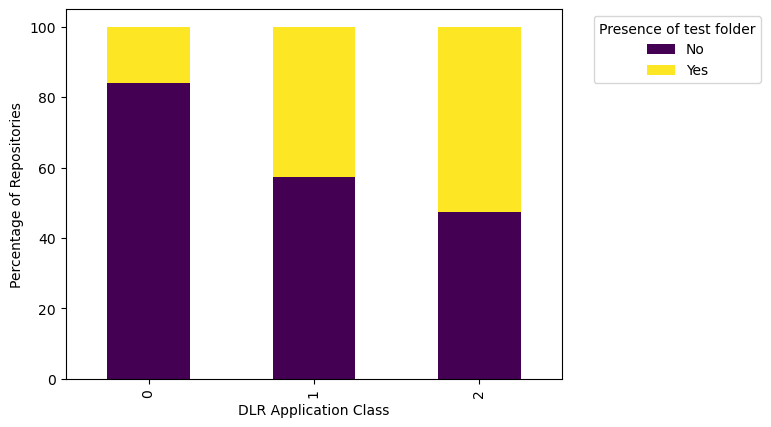 Presence of test folder
No
Yes
Percentage of Repositories
100
80
60
40
20
0
0
1
2
DLR Application Class